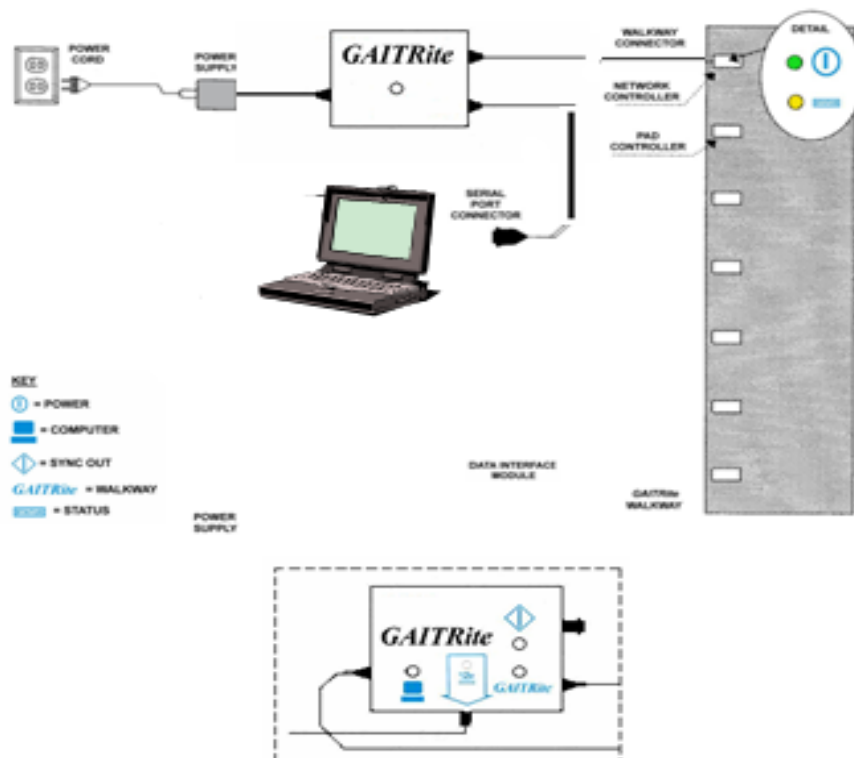 POWER
CORD
POWER
SUPPLY
GAITRite
WALKWAY
CONNECTOR
DETAIL
NETWORK
CONTROLLER
PAD
CONTROLLER
SERIAL
PORT
CONNECTOR
KEY
= POWER
= COMPUTER
= SYNC OUT
GAITRite = WALKWAY
= STATUS
DATA INTERFACE
MODULE
GAITRite
WALKWAY
POWER
SUPPLY
GAITRite
GAITRite